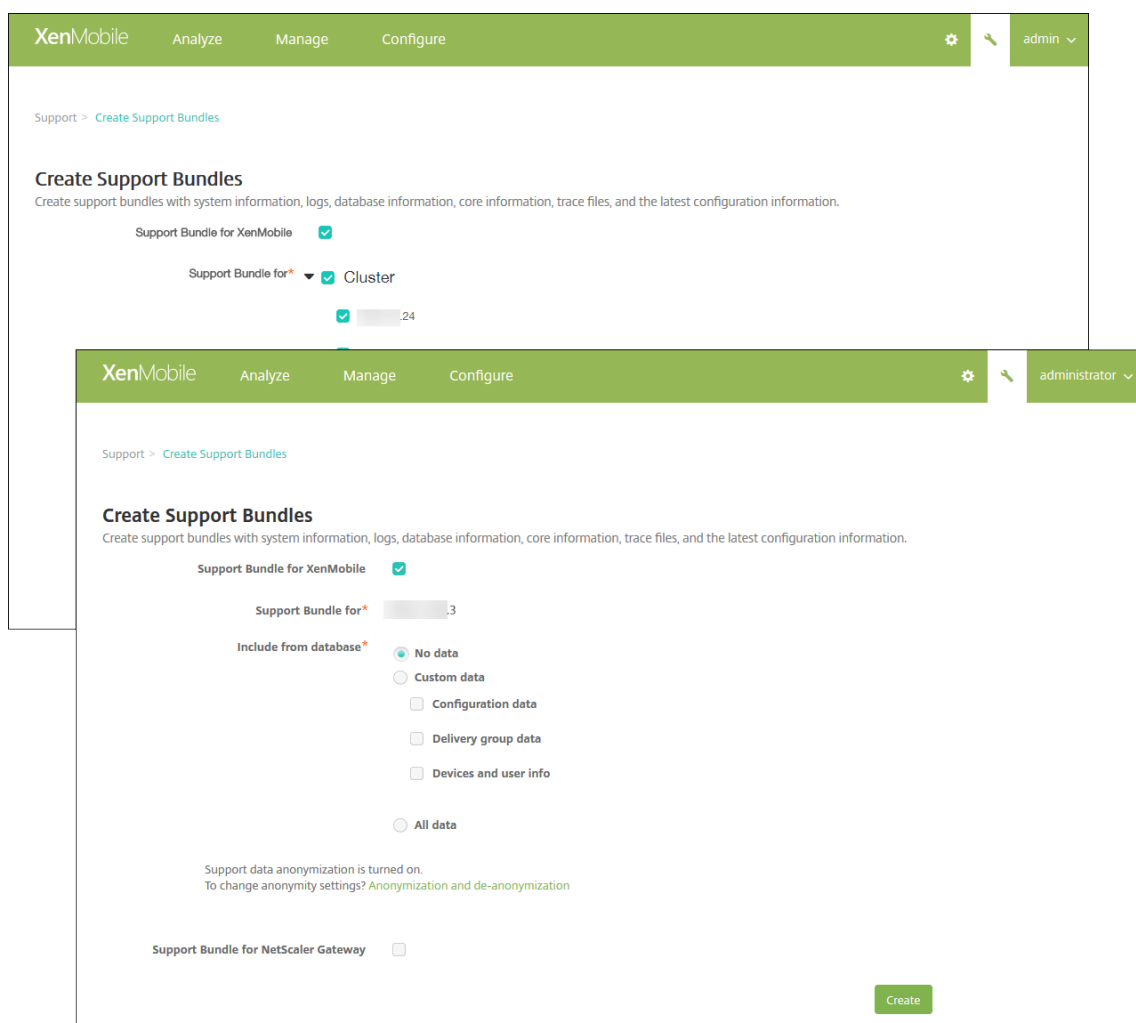 XenMobile Analyze Manage Configure admin
Support > Create Support Bundles
Create Support Bundles
Create support bundles with system information, logs, database information, core information, trace files, and the latest configuration information.
Support Bundle for XenMobile
Support Bundle for* Cluster
.24
XenMobile Analyze Manage Configure administrator
Support > Create Support Bundles
Create Support Bundles
Create support bundles with system information, logs, database information, core information, trace files, and the latest configuration information.
Support Bundle for XenMobile
Support Bundle for* .3
Include from database* No data
Custom data
Configuration data
Delivery group data
Devices and user info
All data
Support data anonymization is turned on.
To change anonymity settings? Anonymization and de-anonymization
Support Bundle for NetScaler Gateway
Create